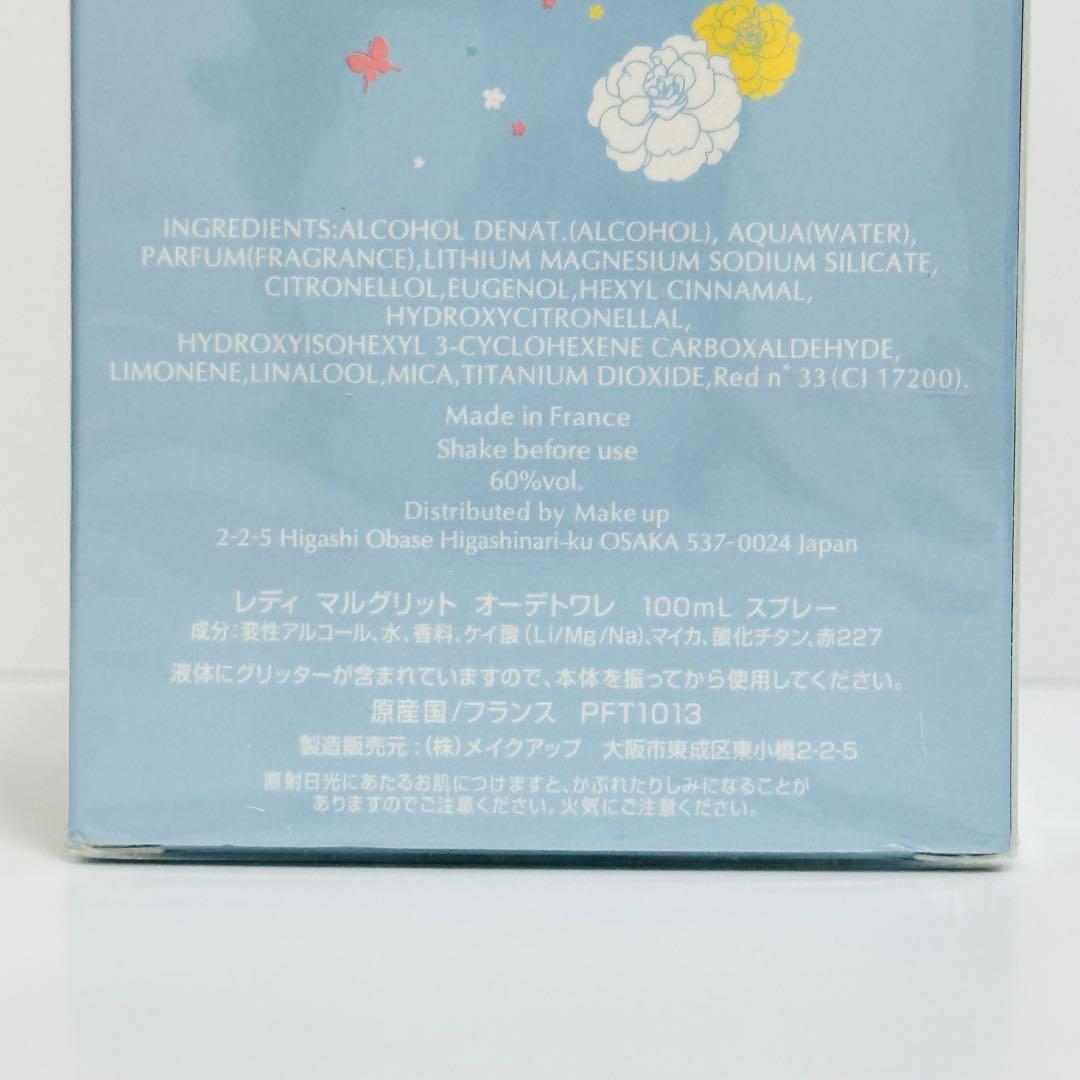 INGREDIENTS:ALCOHOL DENAT.(ALCOHOL), AQUA(WATER),
PARFUM(FRAGRANCE),LITHIUM MAGNESIUM SODIUM SILICATE,
CITRONELLOL,EUGENOL,HEXYL CINNAMAL,
HYDROXYCITRONELLAL,
HYDROXYISOHEXYL 3-CYCLOHEXENE CARBOXALDEHYDE,
LIMONENE,LINALOOL,MICA,TITANIUM DIOXIDE,Red n° 33(CI 17200).
Made in France
Shake before use
60%vol.
Distributed by Make up
2-2-5 Higashi Obase Higashinari-ku OSAKA 537-0024 Japan
レディ マルグリット オーデトワレ 100mL スプレー
成分:変性アルコール、水、香料、ケイ酸(Li/Mg/Na)、マイカ、酸化チタン、赤227
液体にグリッターが含まれていますので、本体を振ってから使用してください。
原産国/フランス PFT1013
製造販売元:(株)メイクアップ 大阪市東成区東小橋2-2-5
直射日光にあたるお肌につけますと、かぶれたりしみになることが
ありますのでご注意ください。火気にご注意ください。